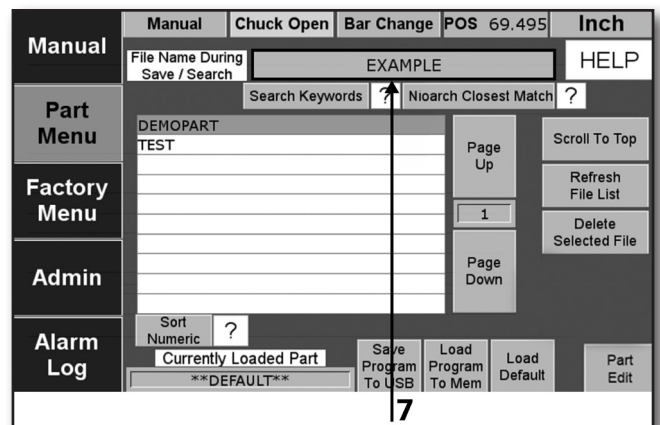 Manual
Chuck Open
Bar Change
POS 69.495
Inch
Manual
File Name During
Save / Search
EXAMPLE
HELP
Search Keywords
?
Nioarch Closest Match
?
Part
Menu
DEMOPART
TEST
Page
Up
Scroll To Top
Refresh
File List
1
Delete
Selected File
Page
Down
Factory
Menu
Admin
Sort
Numeric
?
Alarm
Log
Currently Loaded Part
**DEFAULT**
Save
Program
To USB
Load
Program
To Mem
Load
Default
Part
Edit
7